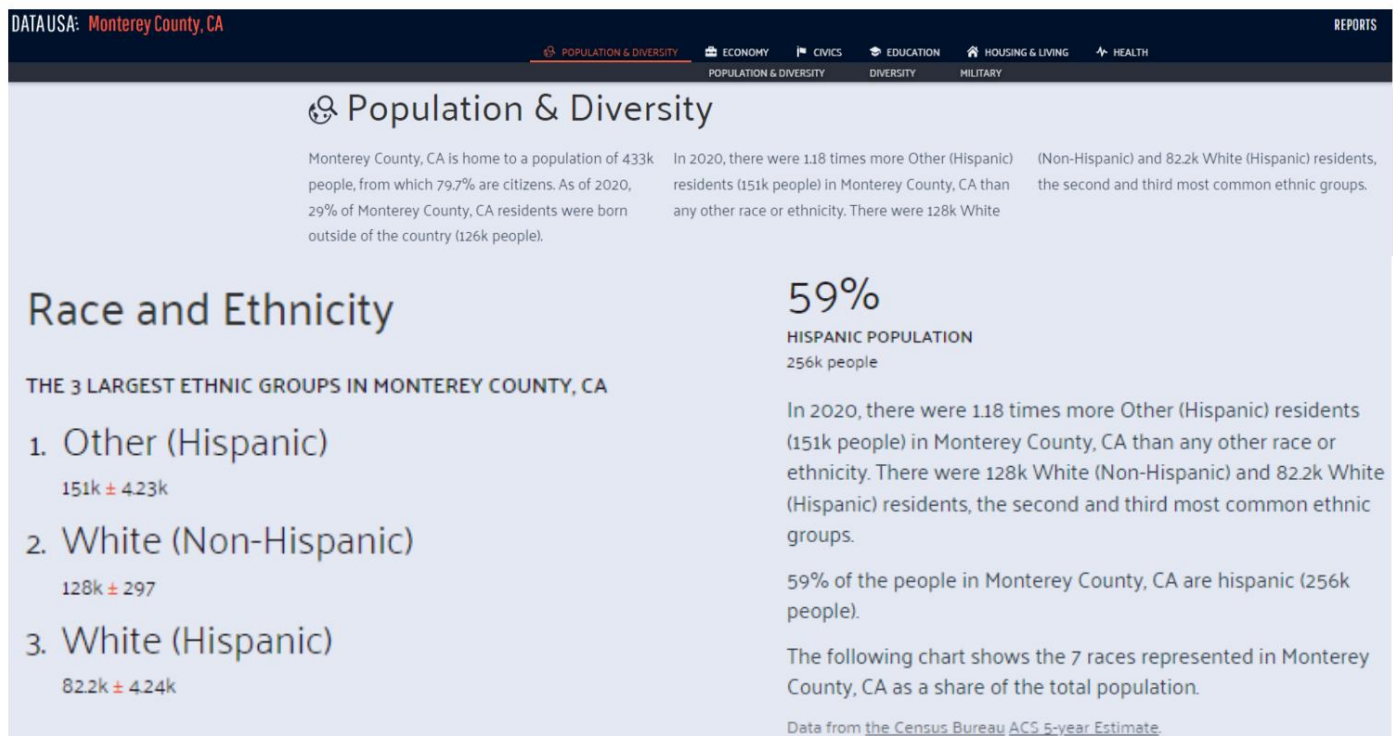 DATAUSA: Monterey County, CA
REPORTS
POPULATION & DIVERSITY ECONOMY CIVICS EDUCATION HOUSING & LIVING HEALTH
POPULATION & DIVERSITY DIVERSITY MILITARY
Population & Diversity
Monterey County, CA is home to a population of 433k
people, from which 79.7% are citizens. As of 2020,
29% of Monterey County, CA residents were born
outside of the country (126k people).
In 2020, there were 1.18 times more Other (Hispanic)
residents (151k people) in Monterey County, CA than
any other race or ethnicity. There were 128k White
(Non-Hispanic) and 82.2k White (Hispanic) residents,
the second and third most common ethnic groups.
Race and Ethnicity
THE 3 LARGEST ETHNIC GROUPS IN MONTEREY COUNTY, CA
1. Other (Hispanic)
151k ± 4.23k
2. White (Non-Hispanic)
128k ± 297
3. White (Hispanic)
82.2k ± 4.24k
59%
HISPANIC POPULATION
256k people
In 2020, there were 1.18 times more Other (Hispanic) residents
(151k people) in Monterey County, CA than any other race or
ethnicity. There were 128k White (Non-Hispanic) and 82.2k White
(Hispanic) residents, the second and third most common ethnic
groups.
59% of the people in Monterey County, CA are hispanic (256k
people).
The following chart shows the 7 races represented in Monterey
County, CA as a share of the total population.
Data from the Census Bureau ACS 5-year Estimate.